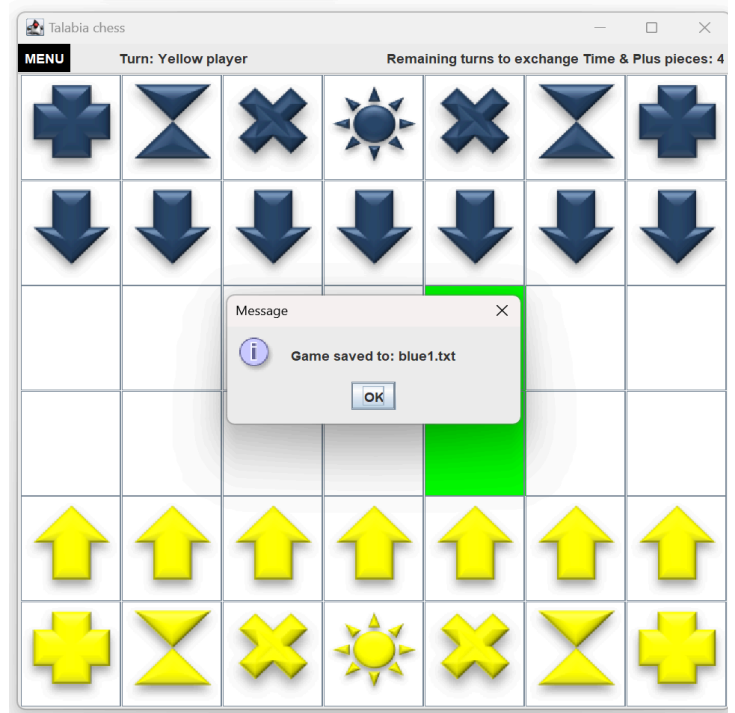 Talabia chess
MENU Turn: Yellow player Remaining turns to exchange Time & Plus pieces: 4
Message
Game saved to: blue1.txt
OK